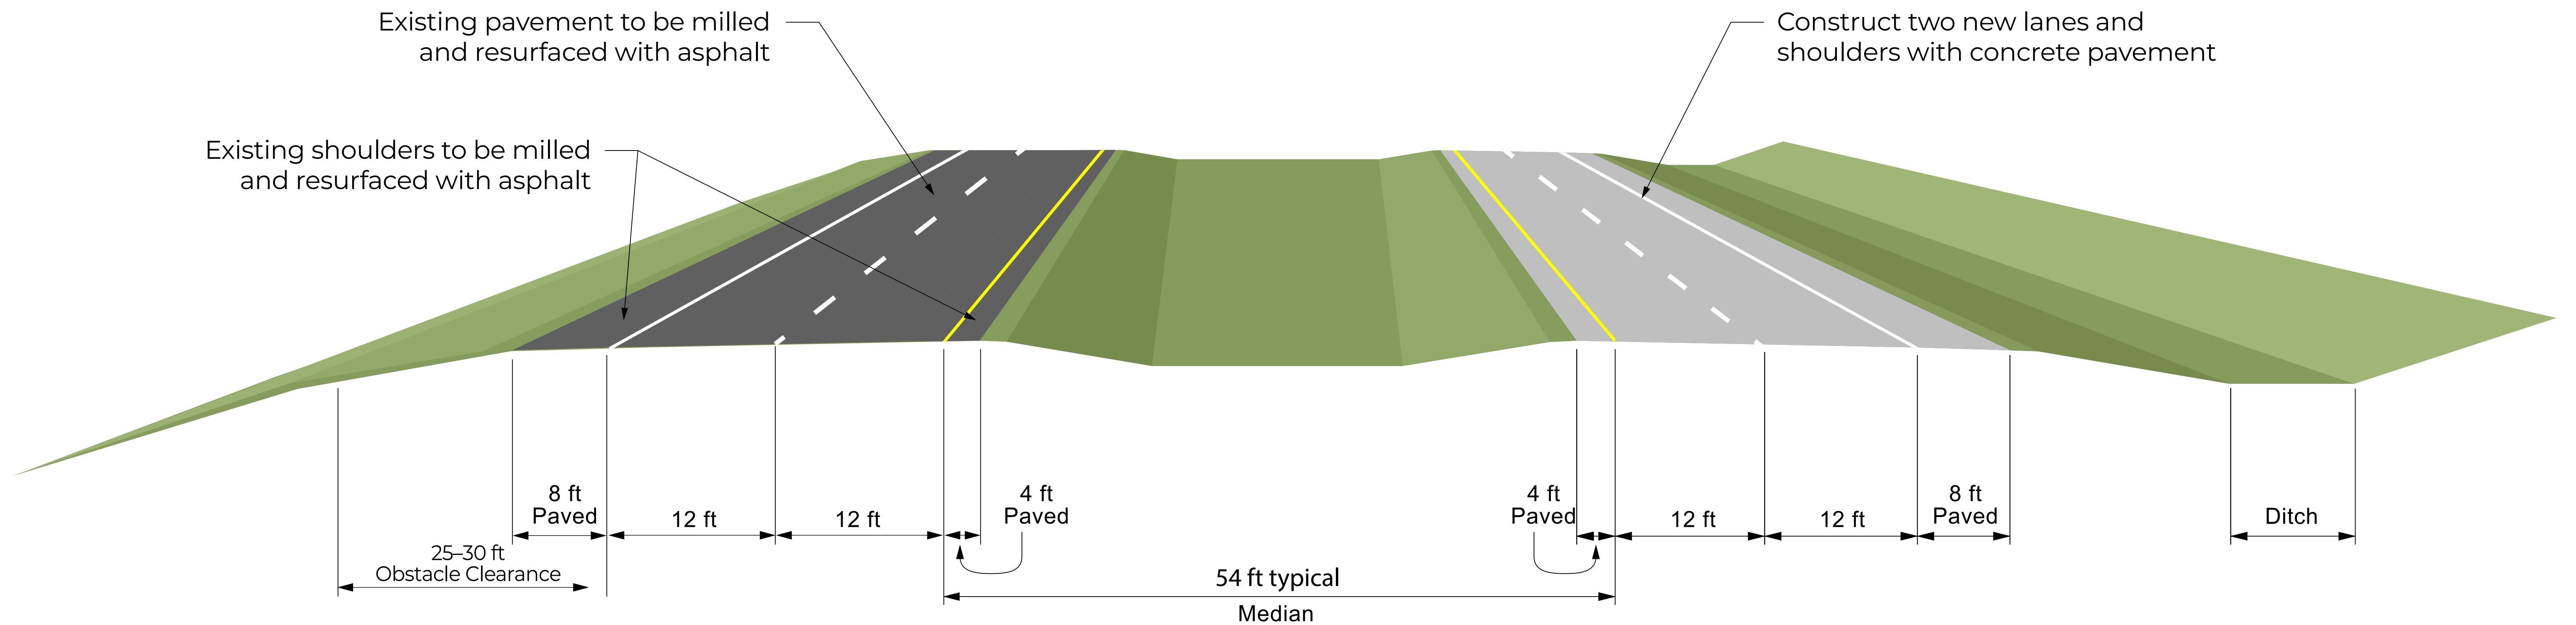 Existing pavement to be milled
and resurfaced with asphalt
Construct two new lanes and
shoulders with concrete pavement
Existing shoulders to be milled
and resurfaced with asphalt
8 ft
Paved
12 ft
12 ft
4 ft
Paved
4 ft
Paved
12 ft
12 ft
8 ft
Paved
Ditch
25–30 ft
Obstacle Clearance
54 ft typical
Median